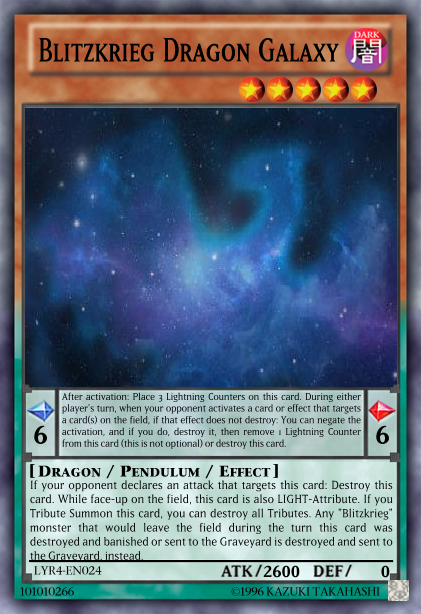 Blitzkrieg Dragon Galaxy
DARK
闇
After activation: Place 3 Lightning Counters on this card. During either
player's turn, when your opponent activates a card or effect that targets
a card(s) on the field, if that effect does not destroy: You can negate the
activation, and if you do, destroy it, then remove 1 Lightning Counter
from this card (this is not optional) or destroy this card.
6
6
[ Dragon / Pendulum / Effect ]
If your opponent declares an attack that targets this card: Destroy this
card. While face-up on the field, this card is also LIGHT-Attribute. If you
Tribute Summon this card, you can destroy all Tributes. Any "Blitzkrieg"
monster that would leave the field during the turn this card was
destroyed and banished or sent to the Graveyard is destroyed and sent to
the Graveyard, instead.
LYR4-EN024
ATK/2600 DEF/ 0
101010266
©1996 KAZUKI TAKAHASHI